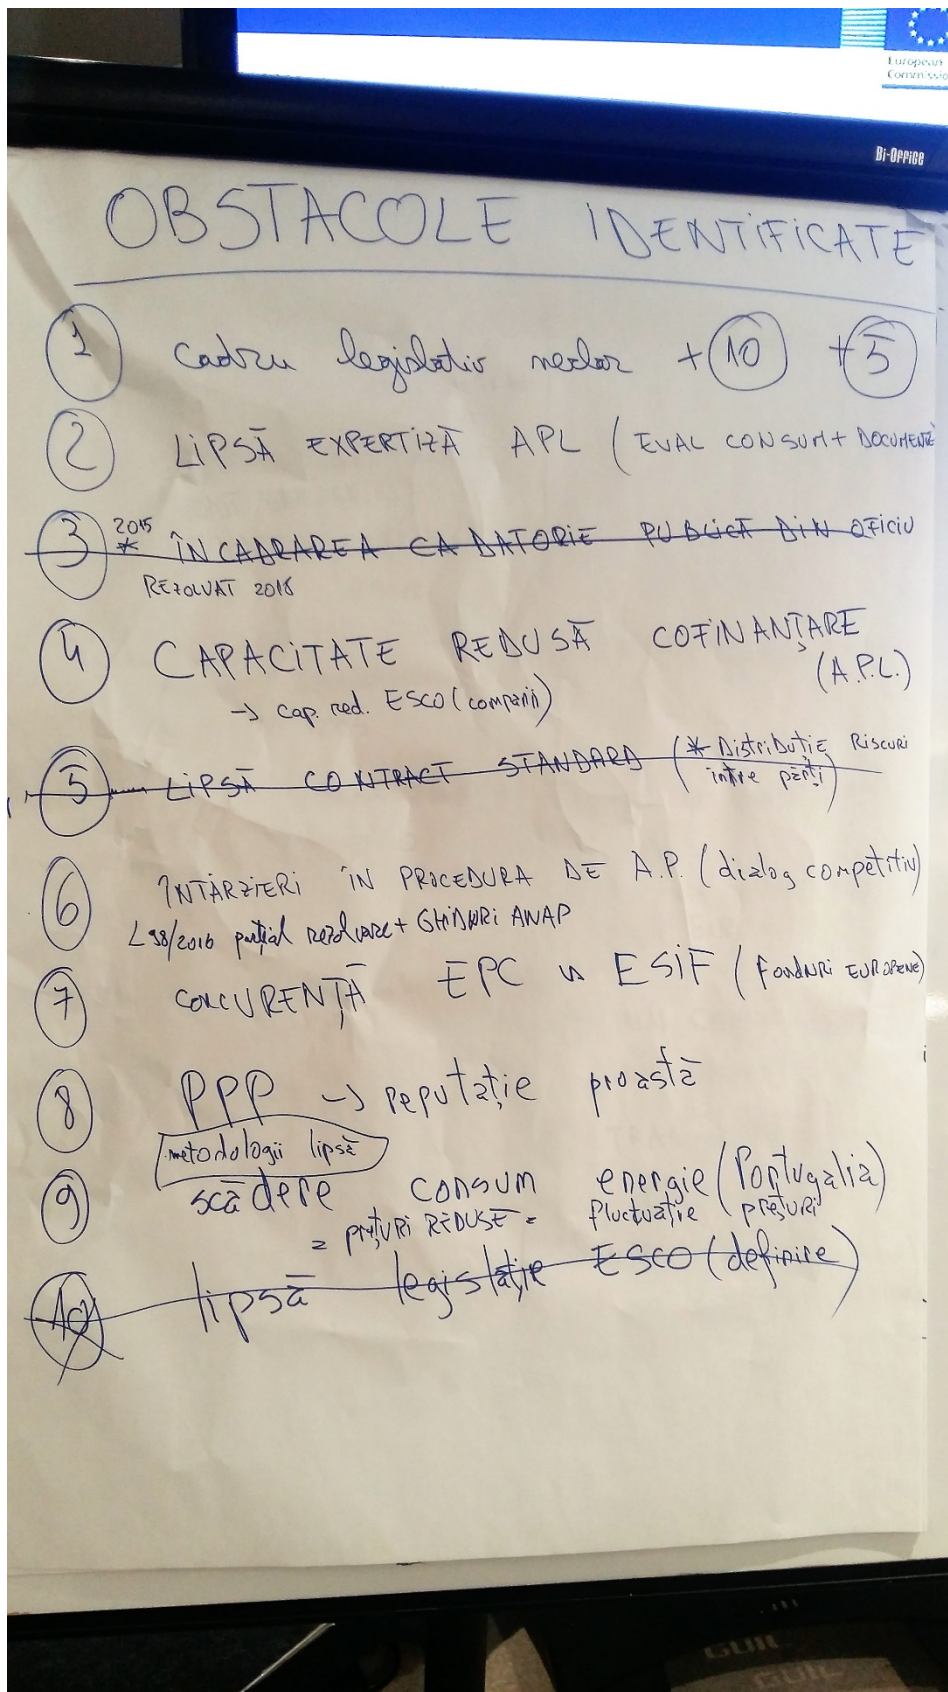 European
Commission
Bi-Office
OBSTACOLE IDENTIFICATE
1 cadru legislativ neclar + 10 + 5
2 LIPSĂ EXPERTIZĂ APL (EVAL CONSUM + DOCUMENTE
3 2015 * ÎNCADRAREA CA DATORIE PUBLICĂ DIN OFICIU
REZOLVAT 2016
4 CAPACITATE REDUSĂ COFINANȚARE
(A.P.L.)
→ cap. red. ESCO (companii)
5 LIPSĂ CONTRACT STANDARD (* Distribuție Riscuri
între părți)
6 ÎNTÂRZIERI ÎN PROCEDURA DE A.P. (dialog competitiv)
L98/2016 parțial rezolvare + GHIDURI ANAP
7 CONCURENȚĂ EPC vs ESIF (FONDURI EUROPENE)
8 PPP → reputație proastă
metodologii lipsă
9 scădere consum energie (Portugalia)
= prețuri REDUSE = fluctuație prețuri
10 lipsă legislație ESCO (definire)